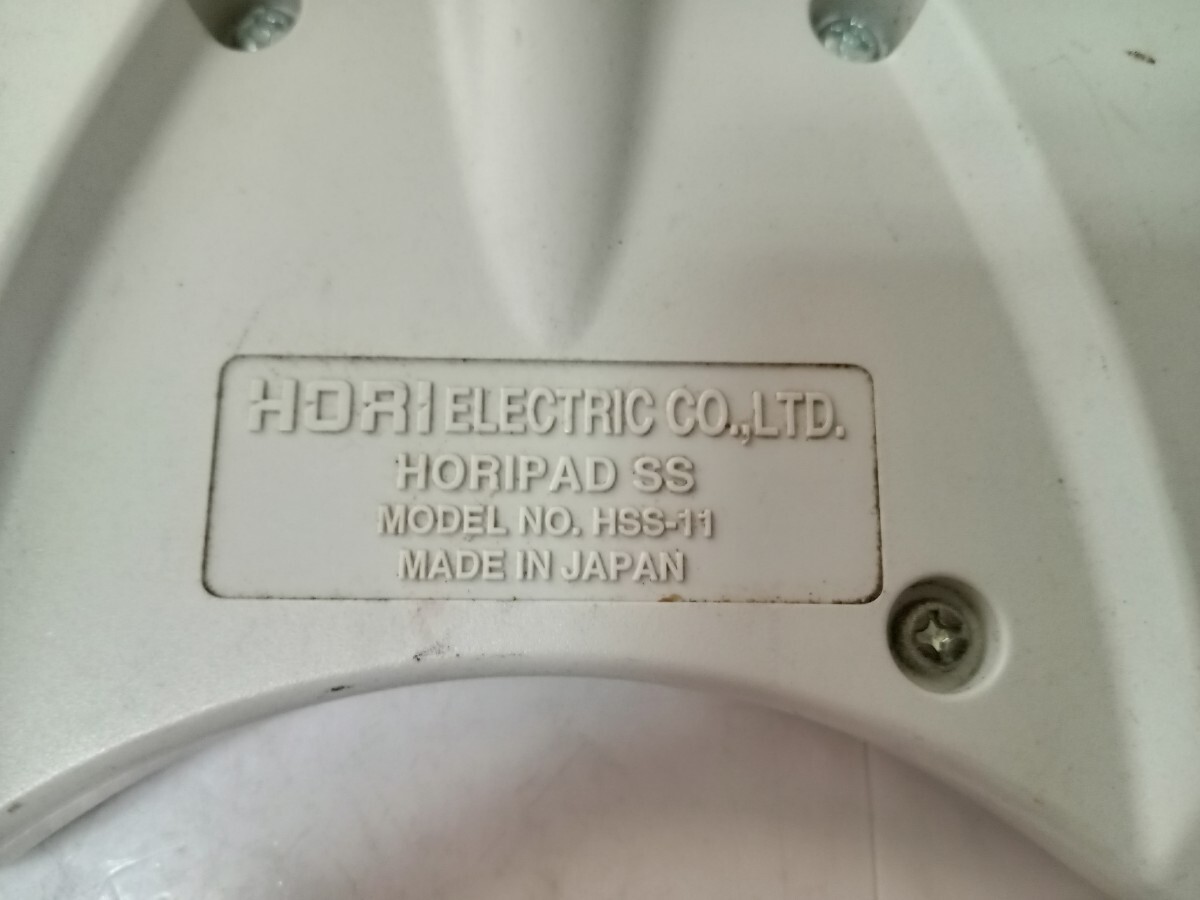 HORI ELECTRIC CO.,LTD.
HORIPAD SS
MODEL NO. HSS-11
MADE IN JAPAN